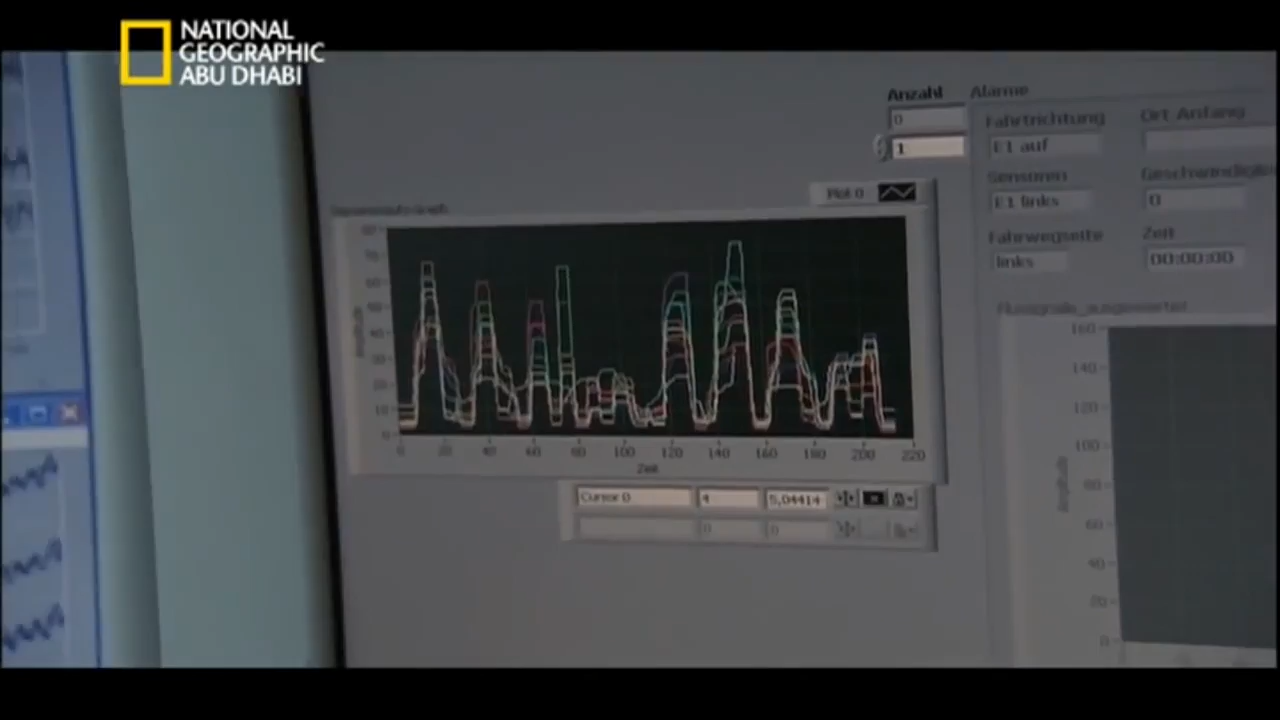 NATIONAL
GEOGRAPHIC
ABU DHABI
Anzahl
0
1
Alarme
Fahrtrichtung
E1 auf
Sensoren
E1 links
Fahrwegseite
links
Ort Anfang
0
Zeit
00:00:00
Plot 0
80
70
60
50
40
30
20
10
0
0 20 40 60 80 100 120 140 160 180 200 220
Zeit
Cursor 0 4 5,04414
0 0
160
140
120
100
80
60
40
20
0